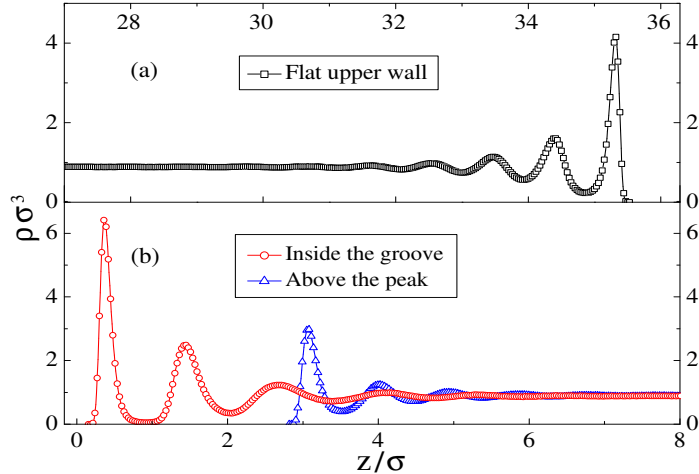 28 30 32 34 36
4 4
(a) Flat upper wall
2 2
0 0
ρσ³
6 6
(b) Inside the groove
Above the peak
4 4
2 2
0 0
0 2 4 6 8
z/σ